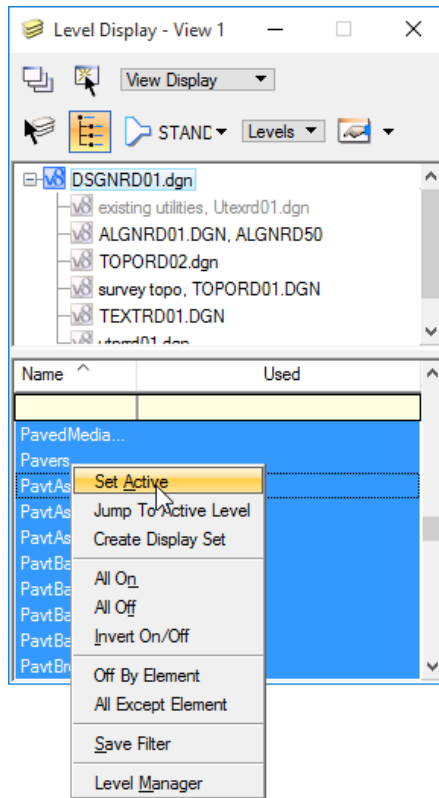 Level Display - View 1
View Display
STANC Levels
DSGNRD01.dgn
existing utilities, Utexrd01.dgn
ALGNRD01.DGN, ALGNRD50
TOPORD02.dgn
survey topo, TOPORD01.DGN
TEXTRD01.DGN
Name Used
PavedMedia...
Pavers
PavtAs
Set Active
PavtAs
Jump To Active Level
PavtAs
Create Display Set
PavtBa
All On
PavtBa
All Off
PavtBa
Invert On/Off
PavtBa
PavtBr
Off By Element
All Except Element
Save Filter
Level Manager